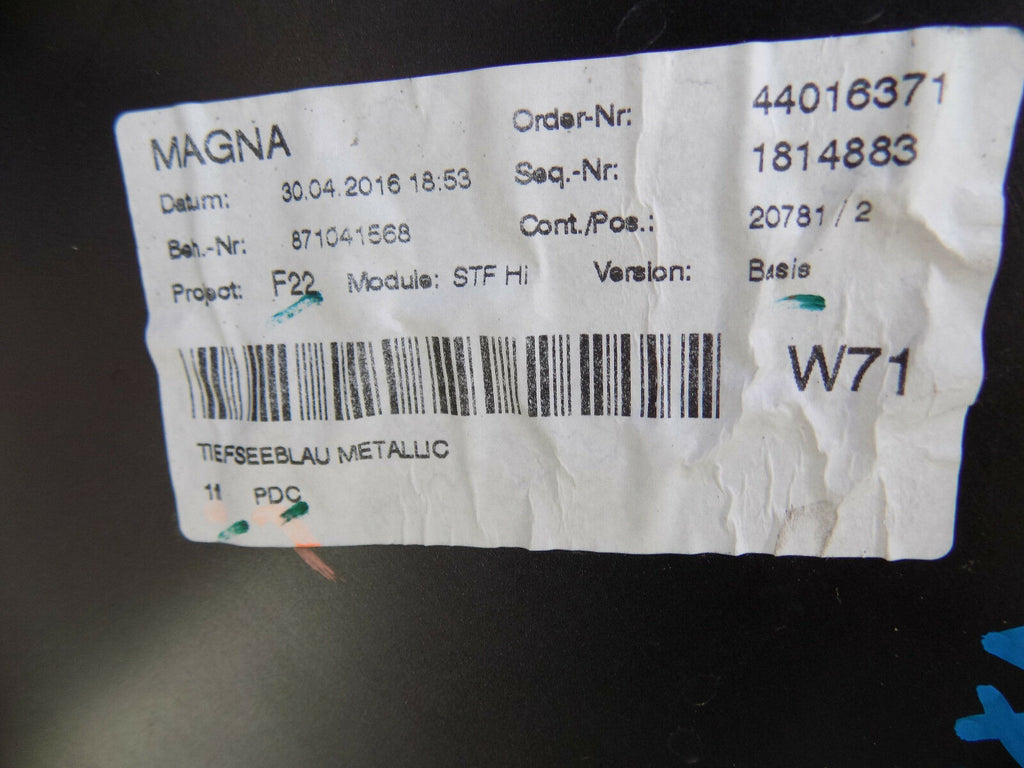 MAGNA
Order-Nr: 44016371
Datum: 30.04.2016 18:53
Seq.-Nr: 1814883
Beh.-Nr: 871041568
Cont./Pos.: 20781 / 2
Project: F22 Module: STF Hi Version: Basis
W71
TIEFSEEBLAU METALLIC
11 PDC